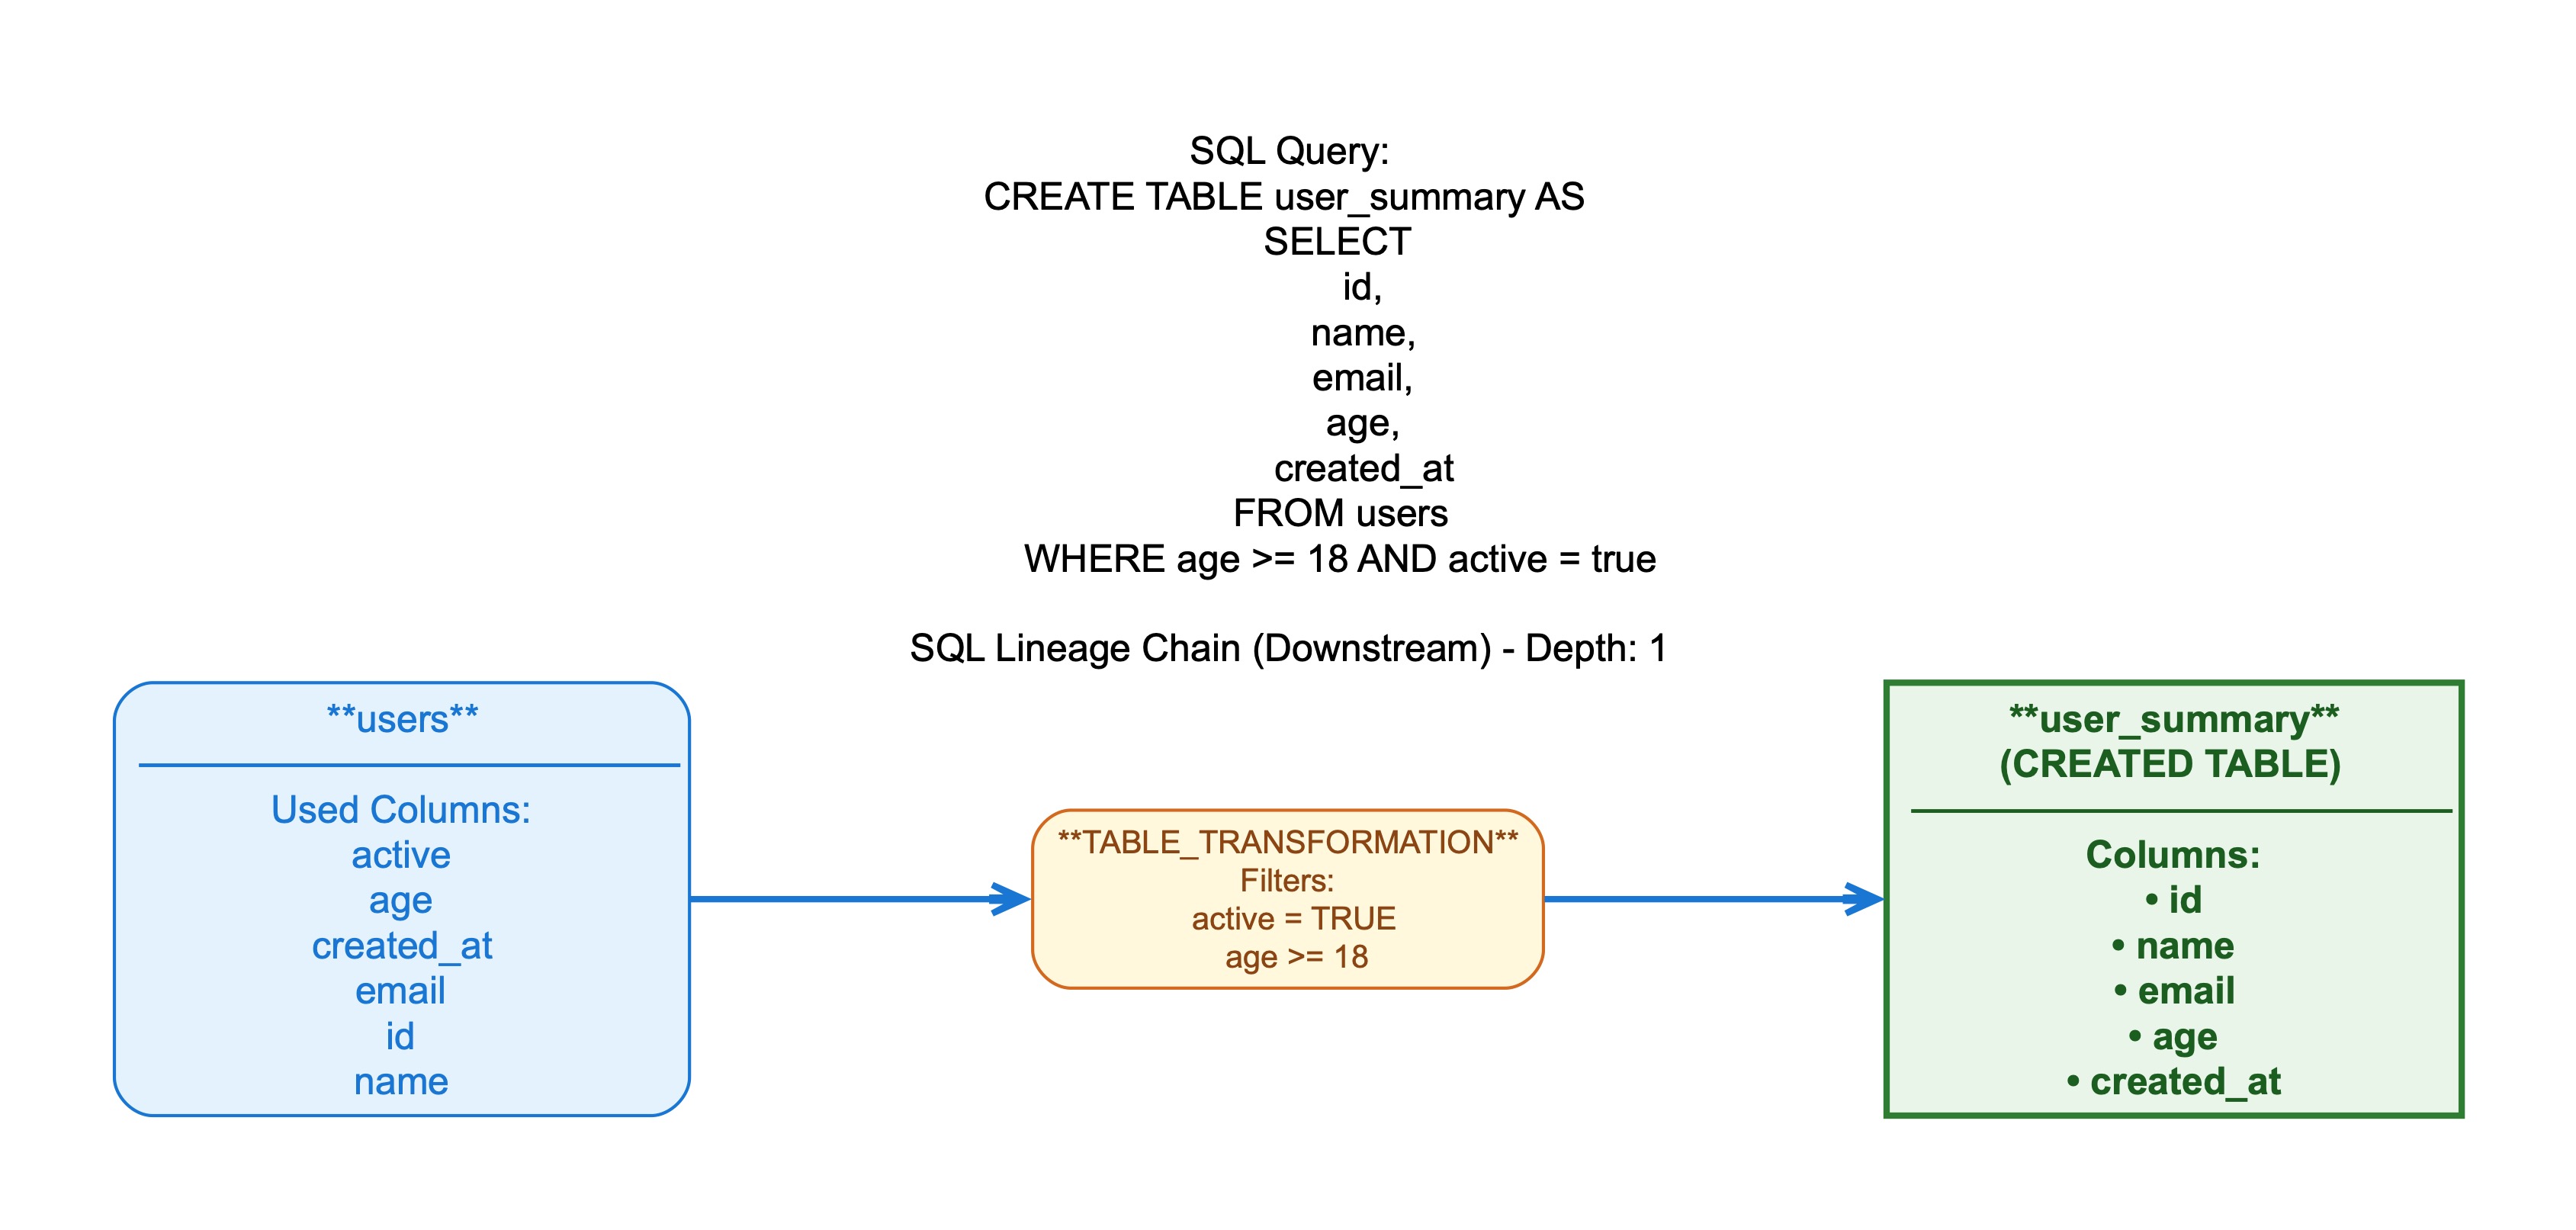 SQL Query:
CREATE TABLE user_summary AS
SELECT
id,
name,
email,
age,
created_at
FROM users
WHERE age >= 18 AND active = true
SQL Lineage Chain (Downstream) - Depth: 1
**users**
Used Columns:
active
age
created_at
email
id
name
**TABLE_TRANSFORMATION**
Filters:
active = TRUE
age >= 18
**user_summary**
(CREATED TABLE)
Columns:
• id
• name
• email
• age
• created_at